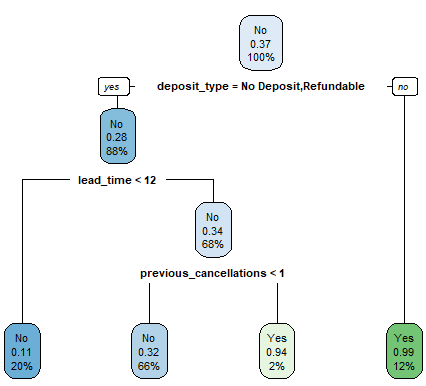 No
0.37
100%
yes
deposit_type = No Deposit,Refundable
no
No
0.28
88%
lead_time < 12
No
0.34
68%
previous_cancellations < 1
No
0.11
20%
No
0.32
66%
Yes
0.94
2%
Yes
0.99
12%